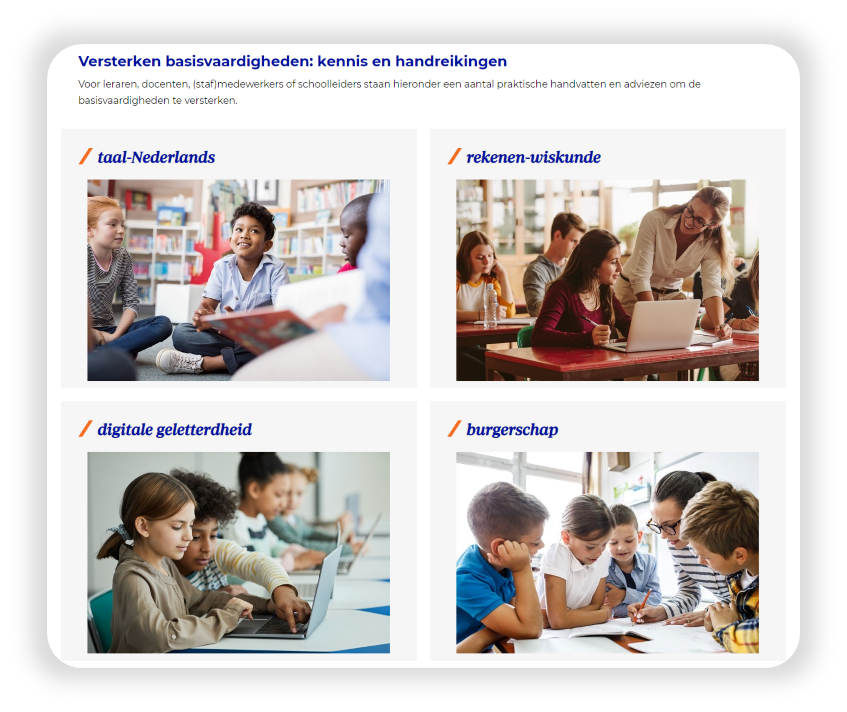 Versterken basisvaardigheden: kennis en handreikingen
Voor leraren, docenten, (staf)medewerkers of schoolleiders staan hieronder een aantal praktische handvatten en adviezen om de
basisvaardigheden te versterken.
/ taal-Nederlands
/ rekenen-wiskunde
/ digitale geletterdheid
/ burgerschap